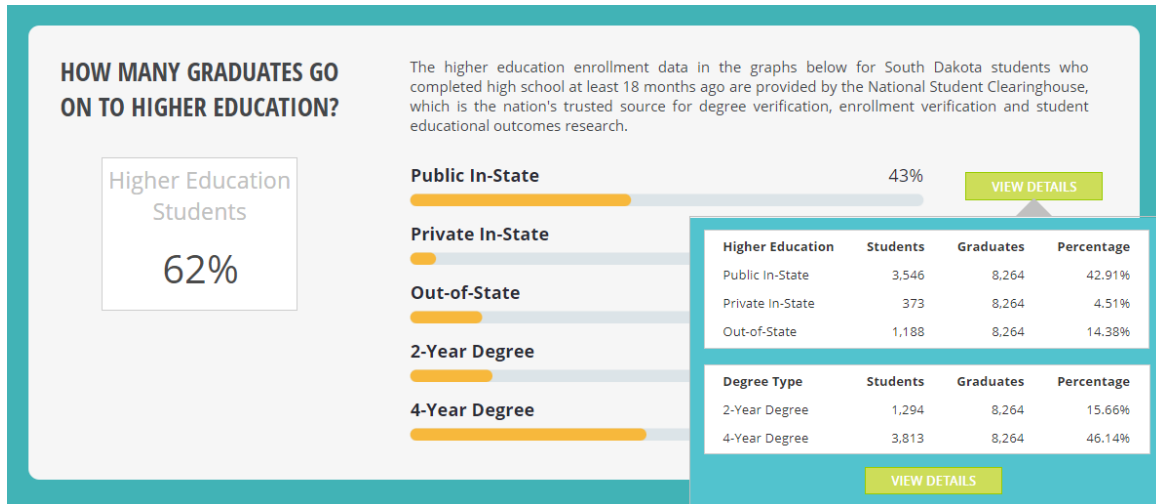 HOW MANY GRADUATES GO
ON TO HIGHER EDUCATION?
Higher Education
Students
62%
The higher education enrollment data in the graphs below for South Dakota students who
completed high school at least 18 months ago are provided by the National Student Clearinghouse,
which is the nation's trusted source for degree verification, enrollment verification and student
educational outcomes research.
Public In-State 43%
VIEW DETAILS
Private In-State
Out-of-State
2-Year Degree
4-Year Degree
Higher Education Students Graduates Percentage
Public In-State 3,546 8,264 42.91%
Private In-State 373 8,264 4.51%
Out-of-State 1,188 8,264 14.38%
Degree Type Students Graduates Percentage
2-Year Degree 1,294 8,264 15.66%
4-Year Degree 3,813 8,264 46.14%
VIEW DETAILS